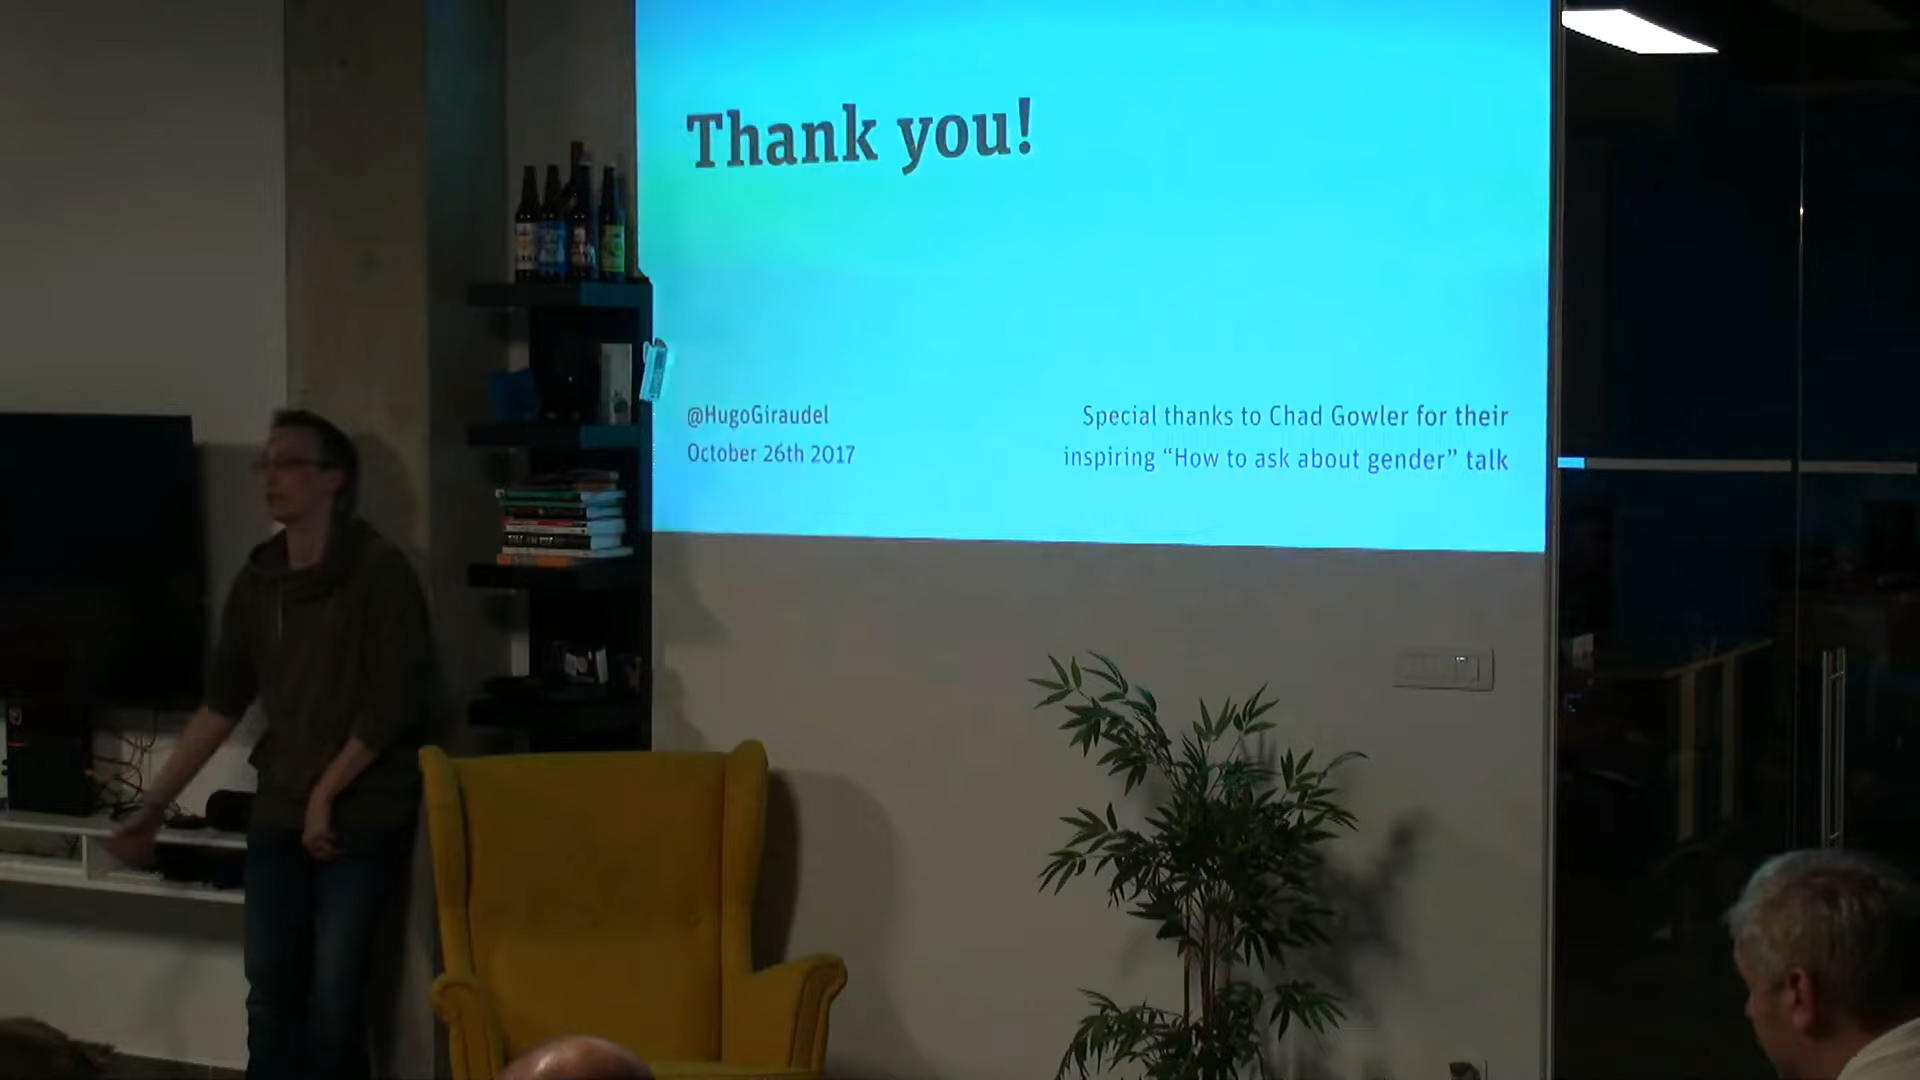 Thank you!
@HugoGiraudel
October 26th 2017
Special thanks to Chad Gowler for their
inspiring “How to ask about gender” talk